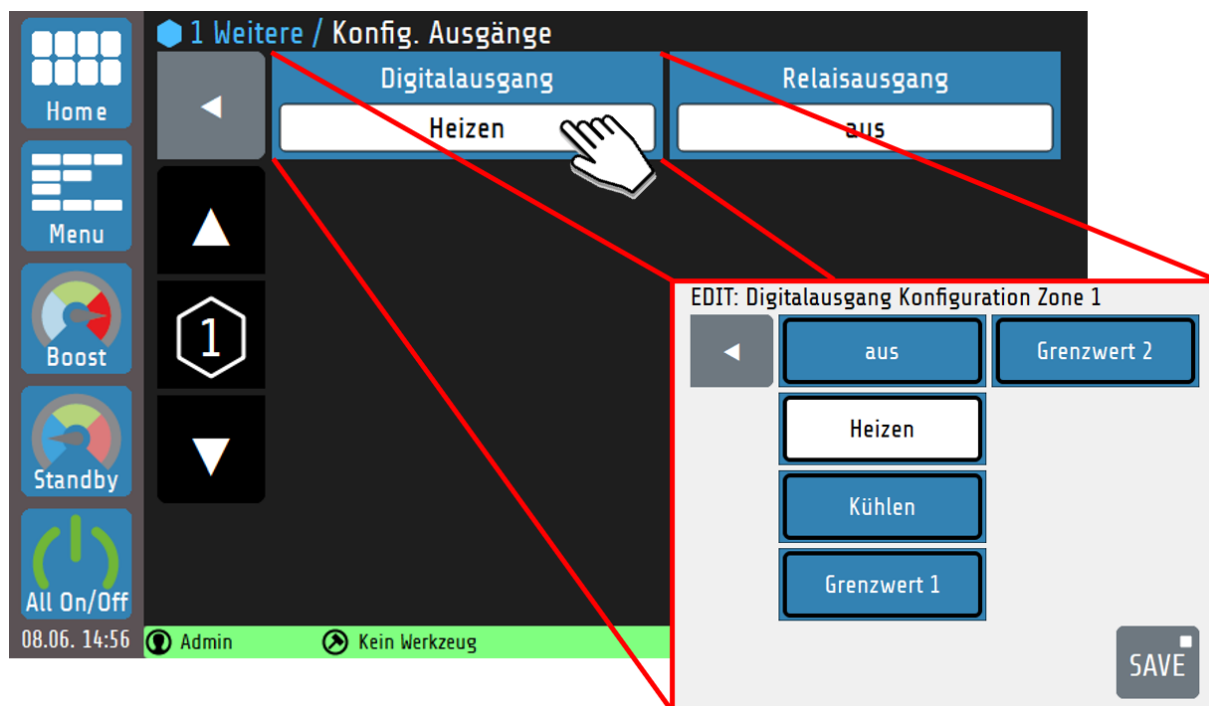 1 Weitere / Konfig. Ausgänge
Home
Digitalausgang
Relaisausgang
Heizen
aus
Menu
1
Boost
Standby
All On/Off
08.06. 14:56
Admin
Kein Werkzeug
EDIT: Digitalausgang Konfiguration Zone 1
aus
Grenzwert 2
Heizen
Kühlen
Grenzwert 1
SAVE